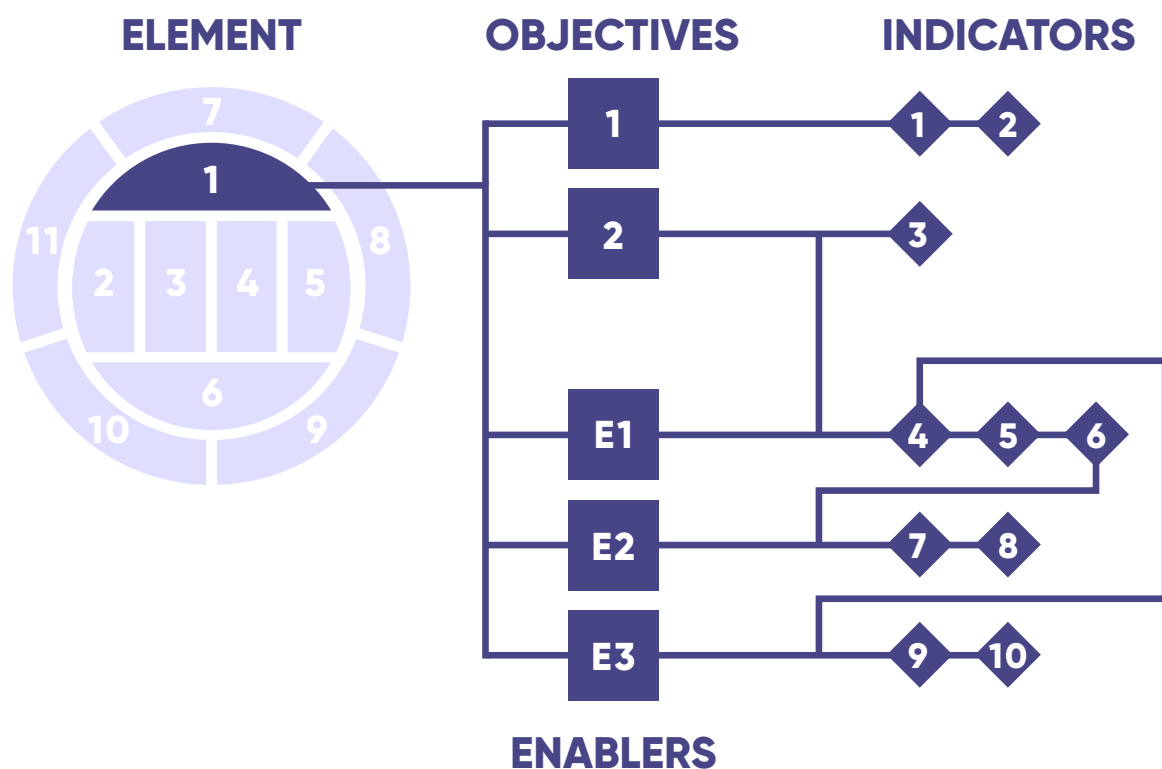 ELEMENT OBJECTIVES INDICATORS
7
1
11 8
2 3 4 5
6
10 9
1 1 2
2 3
E1 4 5 6
E2 7 8
E3 9 10
ENABLERS